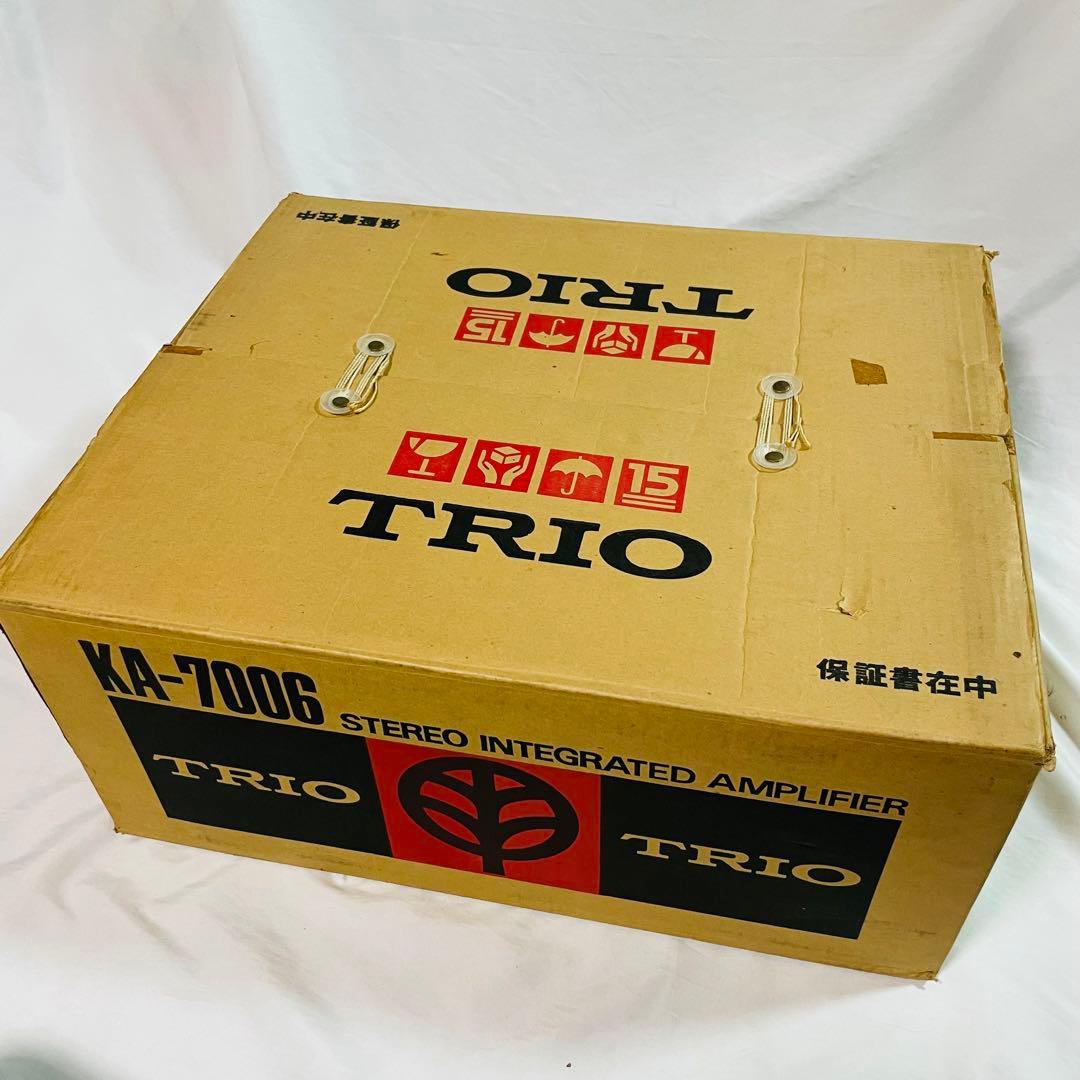 保証書在中
TRIO
15
15
TRIO
保証書在中
KA-7006
STEREO INTEGRATED AMPLIFIER
TRIO TRIO